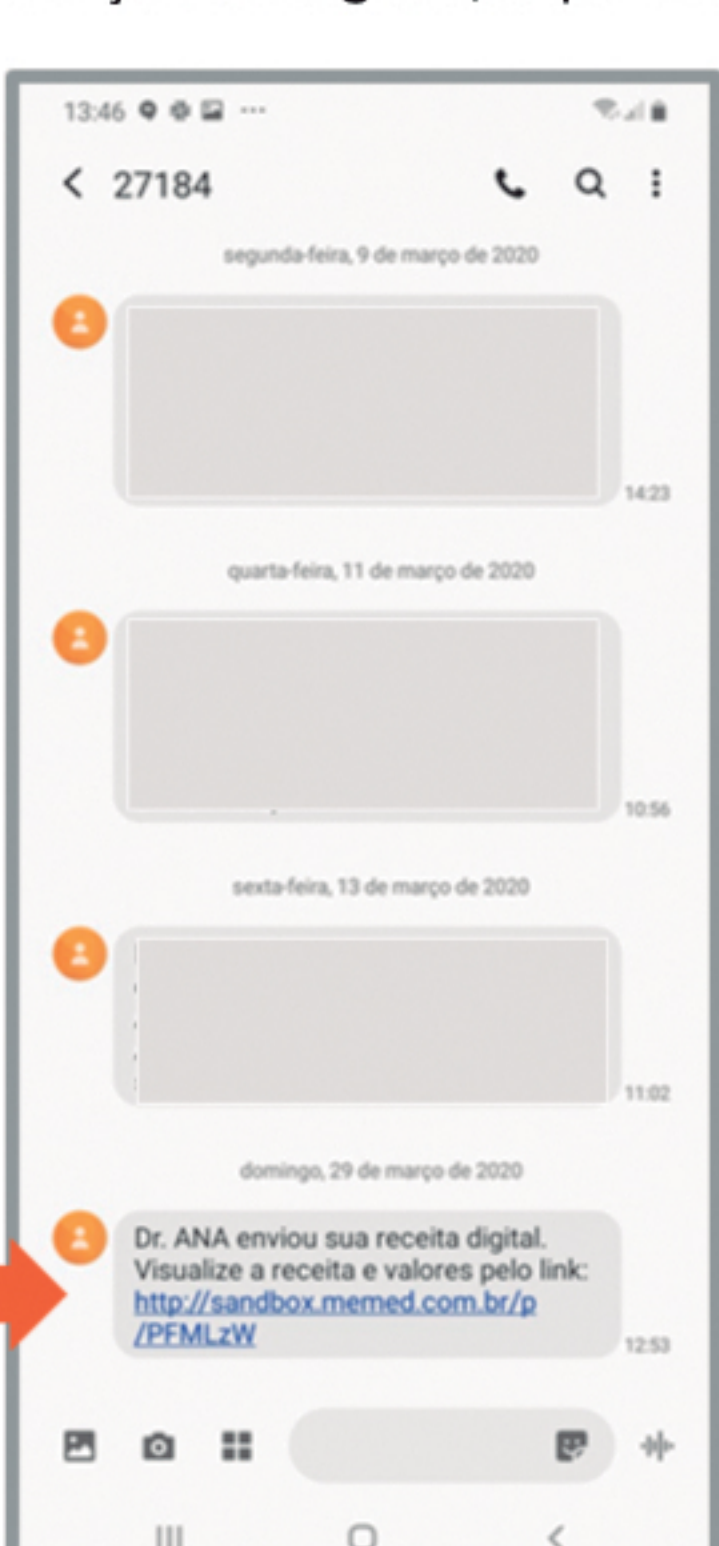 13:46
27184
segunda-feira, 9 de março de 2020
14:23
quarta-feira, 11 de março de 2020
10:56
sexta-feira, 13 de março de 2020
11:02
domingo, 29 de março de 2020
Dr. ANA enviou sua receita digital.
Visualize a receita e valores pelo link:
http://sandbox.memed.com.br/p
/PFMLzW
12:53